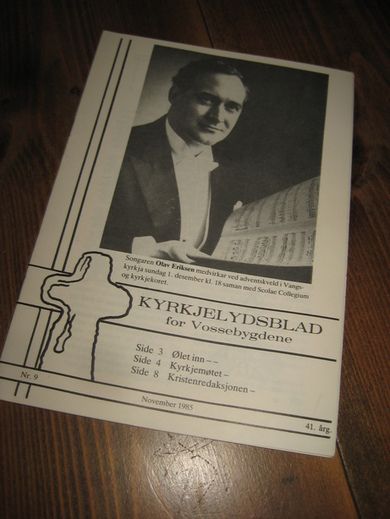 Songaren Olav Eriksen medvirkar ved adventskveld i Vangs-
kyrkja sundag 1. desember kl. 18 saman med Scolae Collegium
og kyrkjekoret.
KYRKJELYDSBLAD
for Vossebygdene
Side 3 Ølet inn – –
Side 4 Kyrkjemøtet –
Side 8 Kristenredaksjonen –
Nr. 9
November 1985
41. årg.